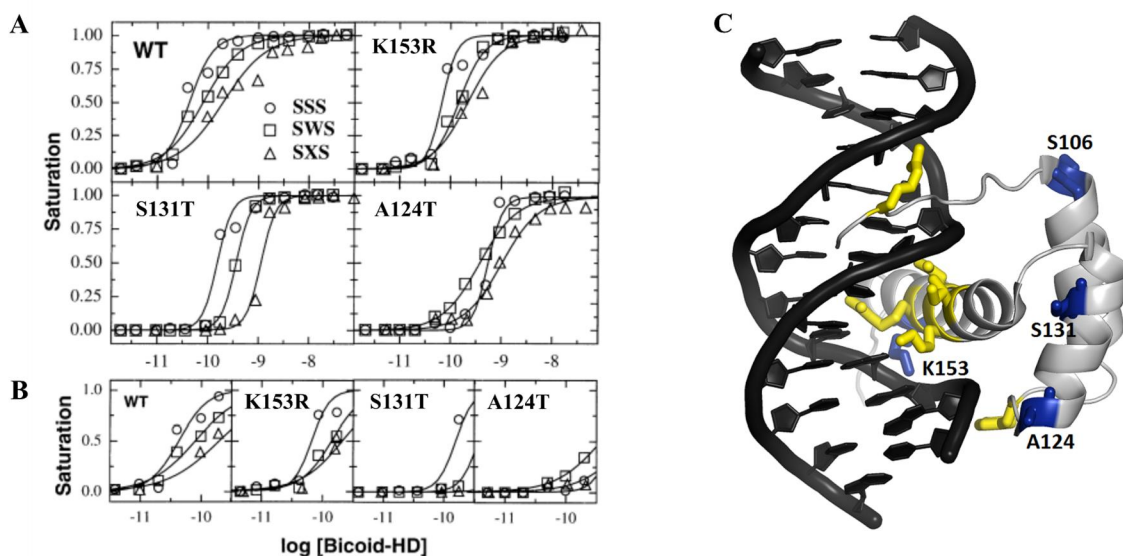 A
C
WT
K153R
SSS
SWS
SXS
S131T
A124T
Saturation
1.00
0.75
0.50
0.25
0.00
1.00
0.75
0.50
0.25
0.00
-11 -10 -9 -8
-11 -10 -9 -8
B
WT K153R S131T A124T
Saturation
1.0
0.5
0.0
-11 -10 -11 -10 -11 -10 -11 -10
log [Bicoid-HD]
S106
S131
K153
A124